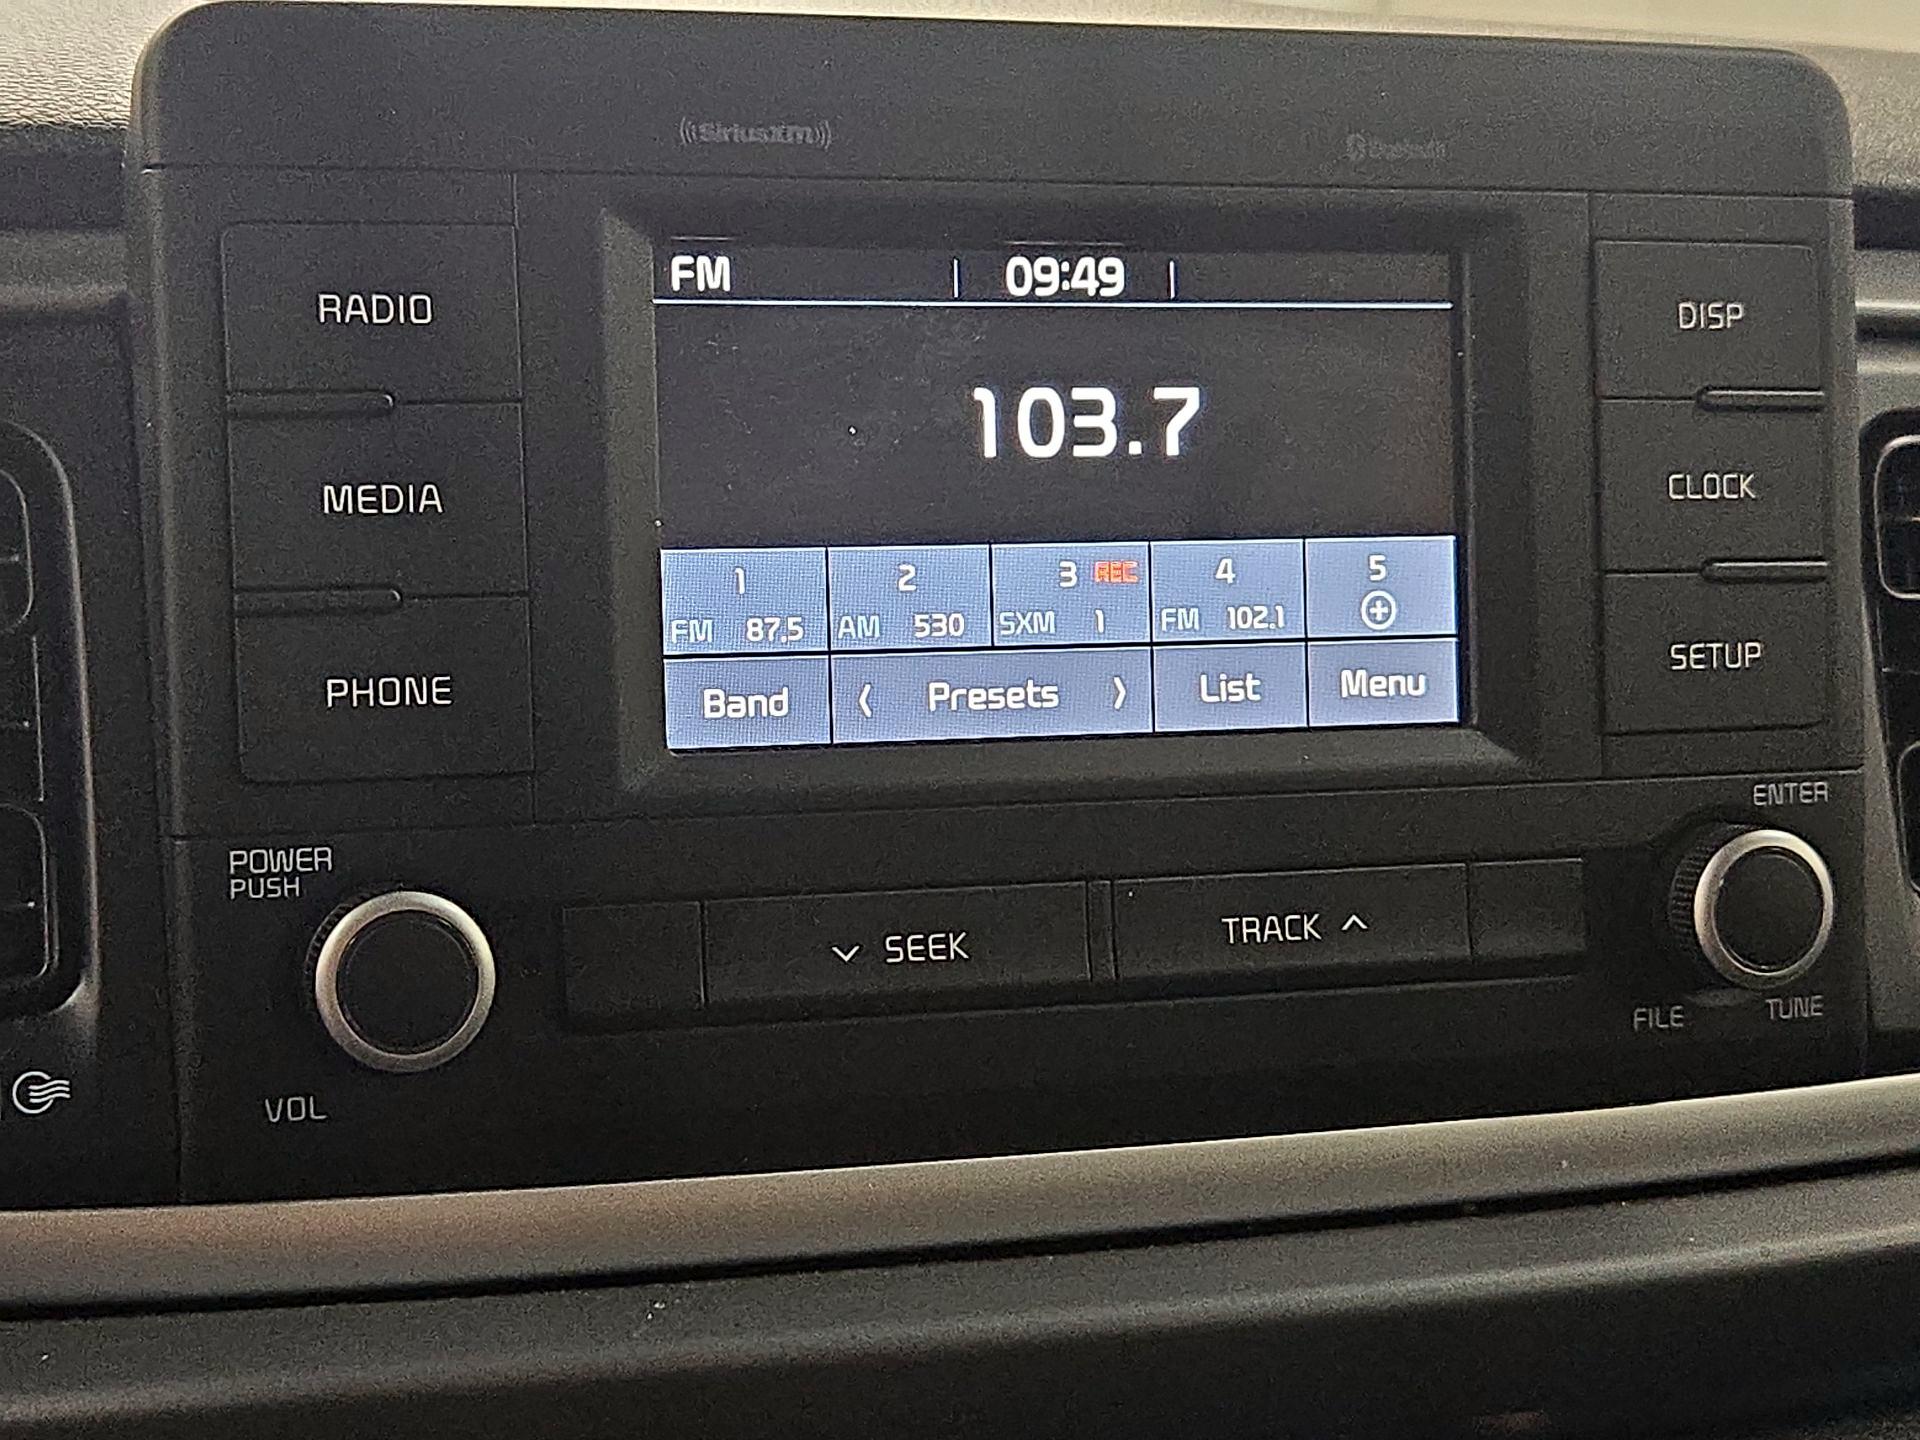 ((SiriusXM))
Bluetooth
RADIO
MEDIA
PHONE
FM | 09:49 |
103.7
1 2 3 REC 4 5
FM 87.5 AM 530 SXM 1 FM 102.1
Band ⟨ Presets ⟩ List Menu
DISP
CLOCK
SETUP
POWER
PUSH
VOL
SEEK
TRACK
ENTER
FILE
TUNE